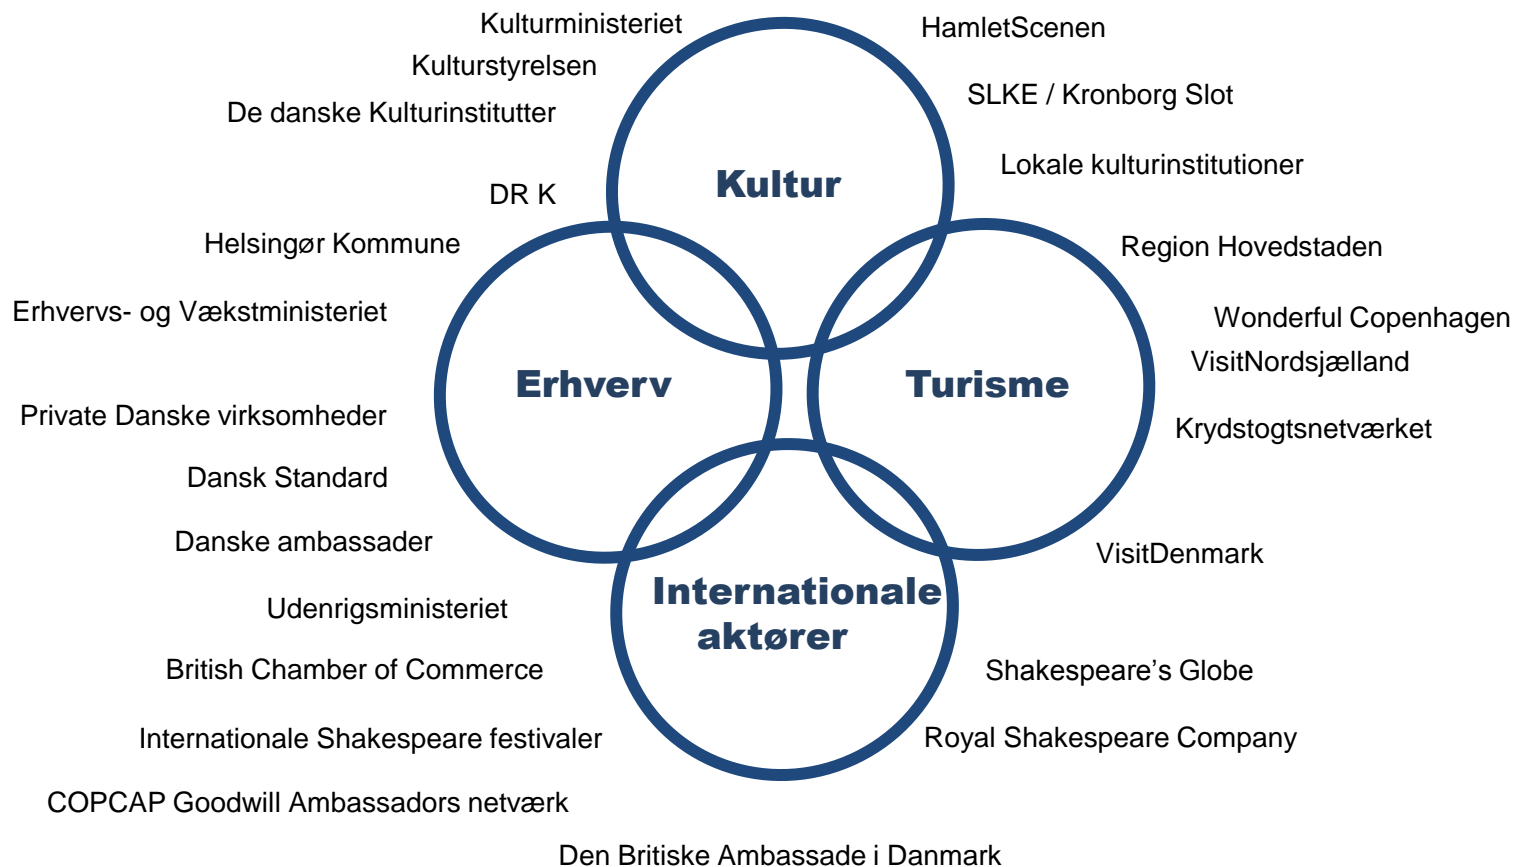 Kulturministeriet
HamletScenen
Kulturstyrelsen
SLKE / Kronborg Slot
De danske Kulturinstitutter
Lokale kulturinstitutioner
Kultur
DR K
Helsingør Kommune
Region Hovedstaden
Erhvervs- og Vækstministeriet
Wonderful Copenhagen
VisitNordsjælland
Erhverv
Turisme
Private Danske virksomheder
Krydstogtsnetværket
Dansk Standard
Danske ambassader
VisitDenmark
Internationale
aktører
Udenrigsministeriet
British Chamber of Commerce
Shakespeare’s Globe
Internationale Shakespeare festivaler
Royal Shakespeare Company
COPCAP Goodwill Ambassadors netværk
Den Britiske Ambassade i Danmark